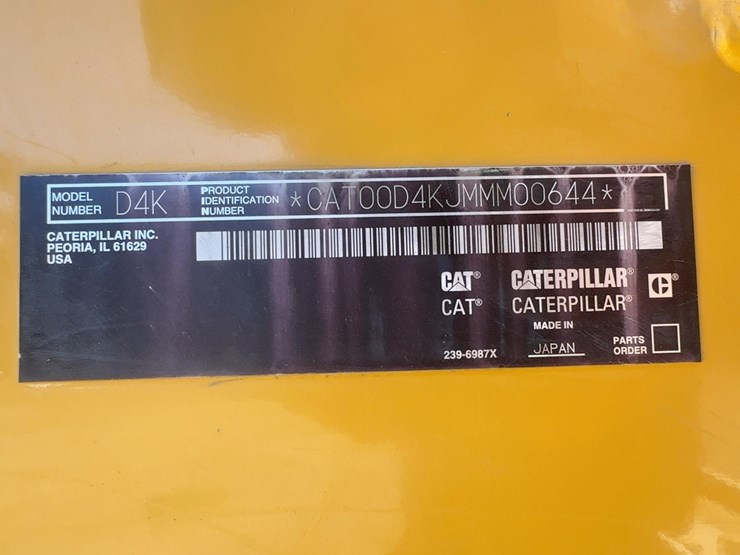 MODEL NUMBER D4K
PRODUCT IDENTIFICATION NUMBER *CAT00D4KJMMM00644*
CATERPILLAR INC.
PEORIA, IL 61629
USA
CAT® CATERPILLAR® C®
CAT® CATERPILLAR®
MADE IN
239-6987X JAPAN PARTS ORDER